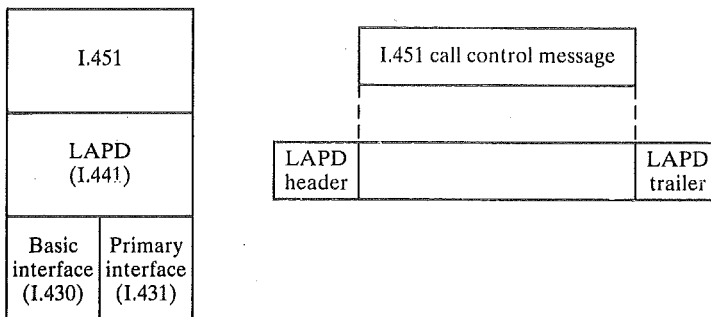 I.451
LAPD
(I.441)
Basic
interface
(I.430)
Primary
interface
(I.431)
I.451 call control message
LAPD
header
LAPD
trailer